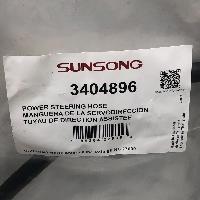 SUNSONG
3404896
POWER STEERING HOSE
MANGUERA DE LA SERVODIRECCION
TUYAU DE DIRECTION ASSISTEE